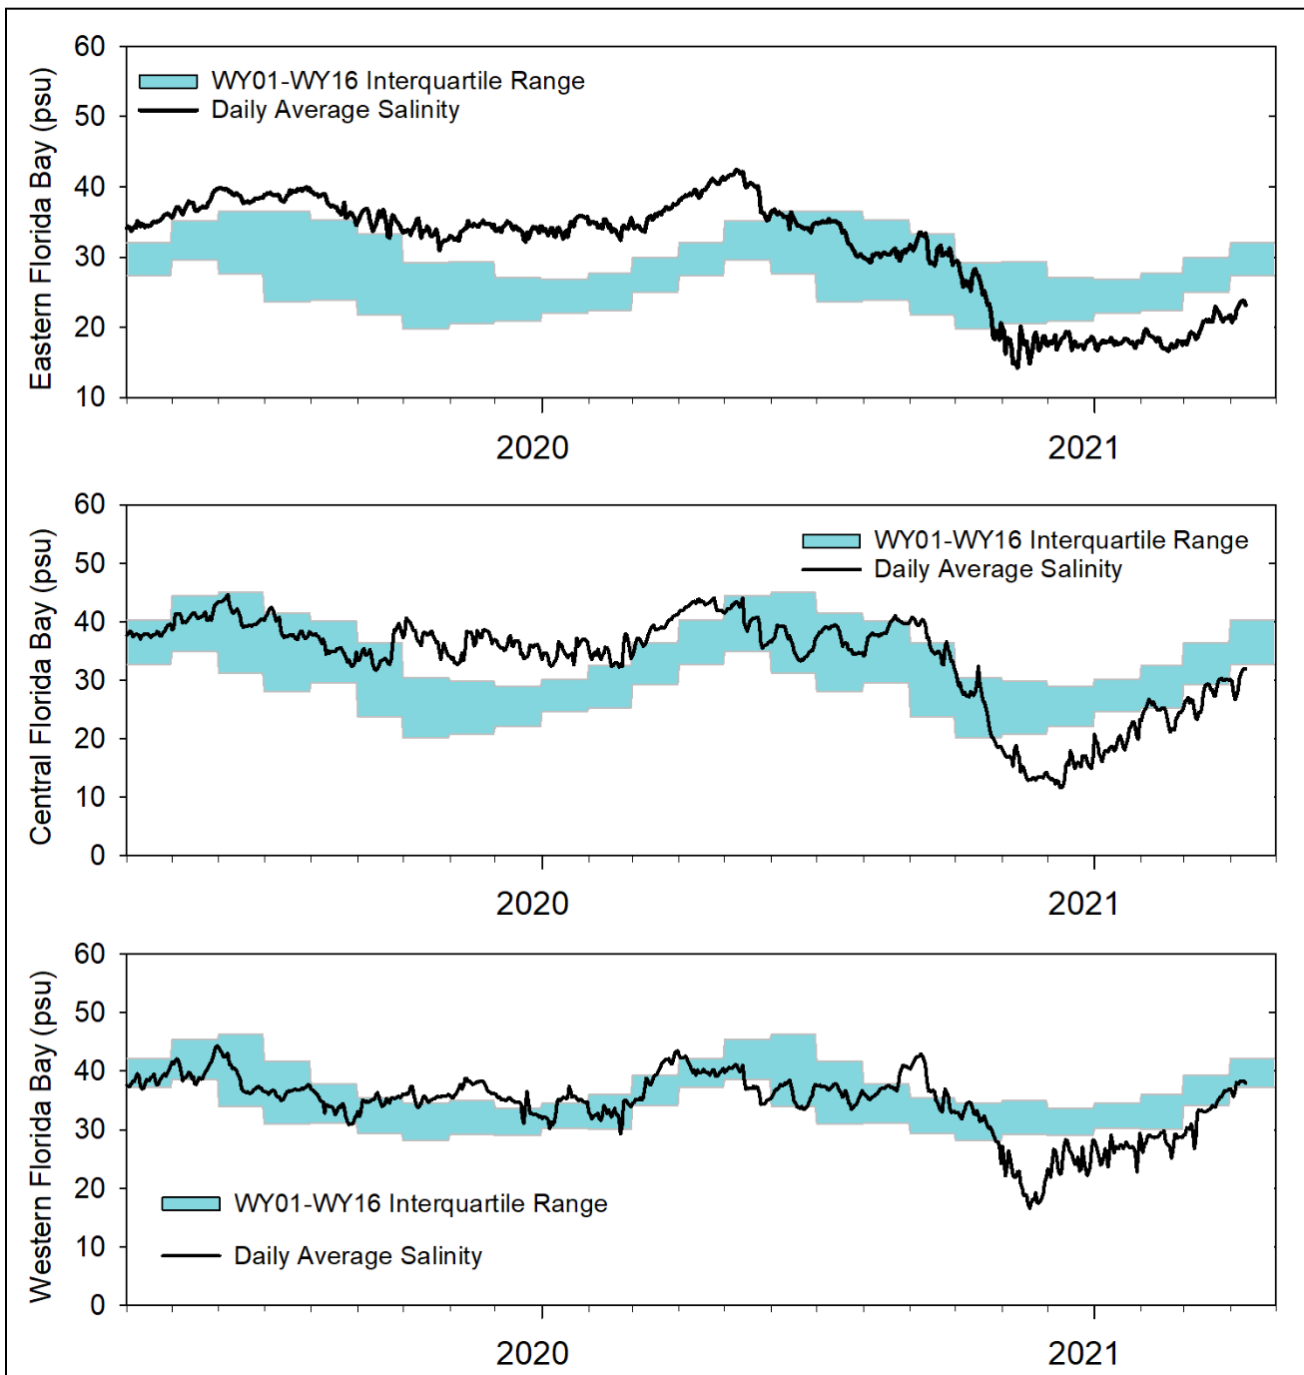 Eastern Florida Bay (psu)
60
50
40
30
20
10
WY01-WY16 Interquartile Range
Daily Average Salinity
2020
2021
Central Florida Bay (psu)
60
50
40
30
20
10
0
WY01-WY16 Interquartile Range
Daily Average Salinity
2020
2021
Western Florida Bay (psu)
60
50
40
30
20
10
0
WY01-WY16 Interquartile Range
Daily Average Salinity
2020
2021